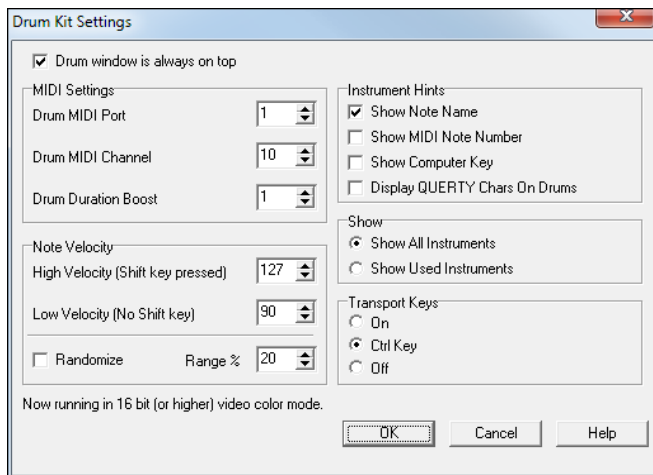 Drum Kit Settings
Drum window is always on top
MIDI Settings
Drum MIDI Port 1
Drum MIDI Channel 10
Drum Duration Boost 1
Note Velocity
High Velocity (Shift key pressed) 127
Low Velocity (No Shift key) 90
Randomize Range % 20
Instrument Hints
Show Note Name
Show MIDI Note Number
Show Computer Key
Display QUERTY Chars On Drums
Show
Show All Instruments
Show Used Instruments
Transport Keys
On
Ctrl Key
Off
Now running in 16 bit (or higher) video color mode.
OK Cancel Help